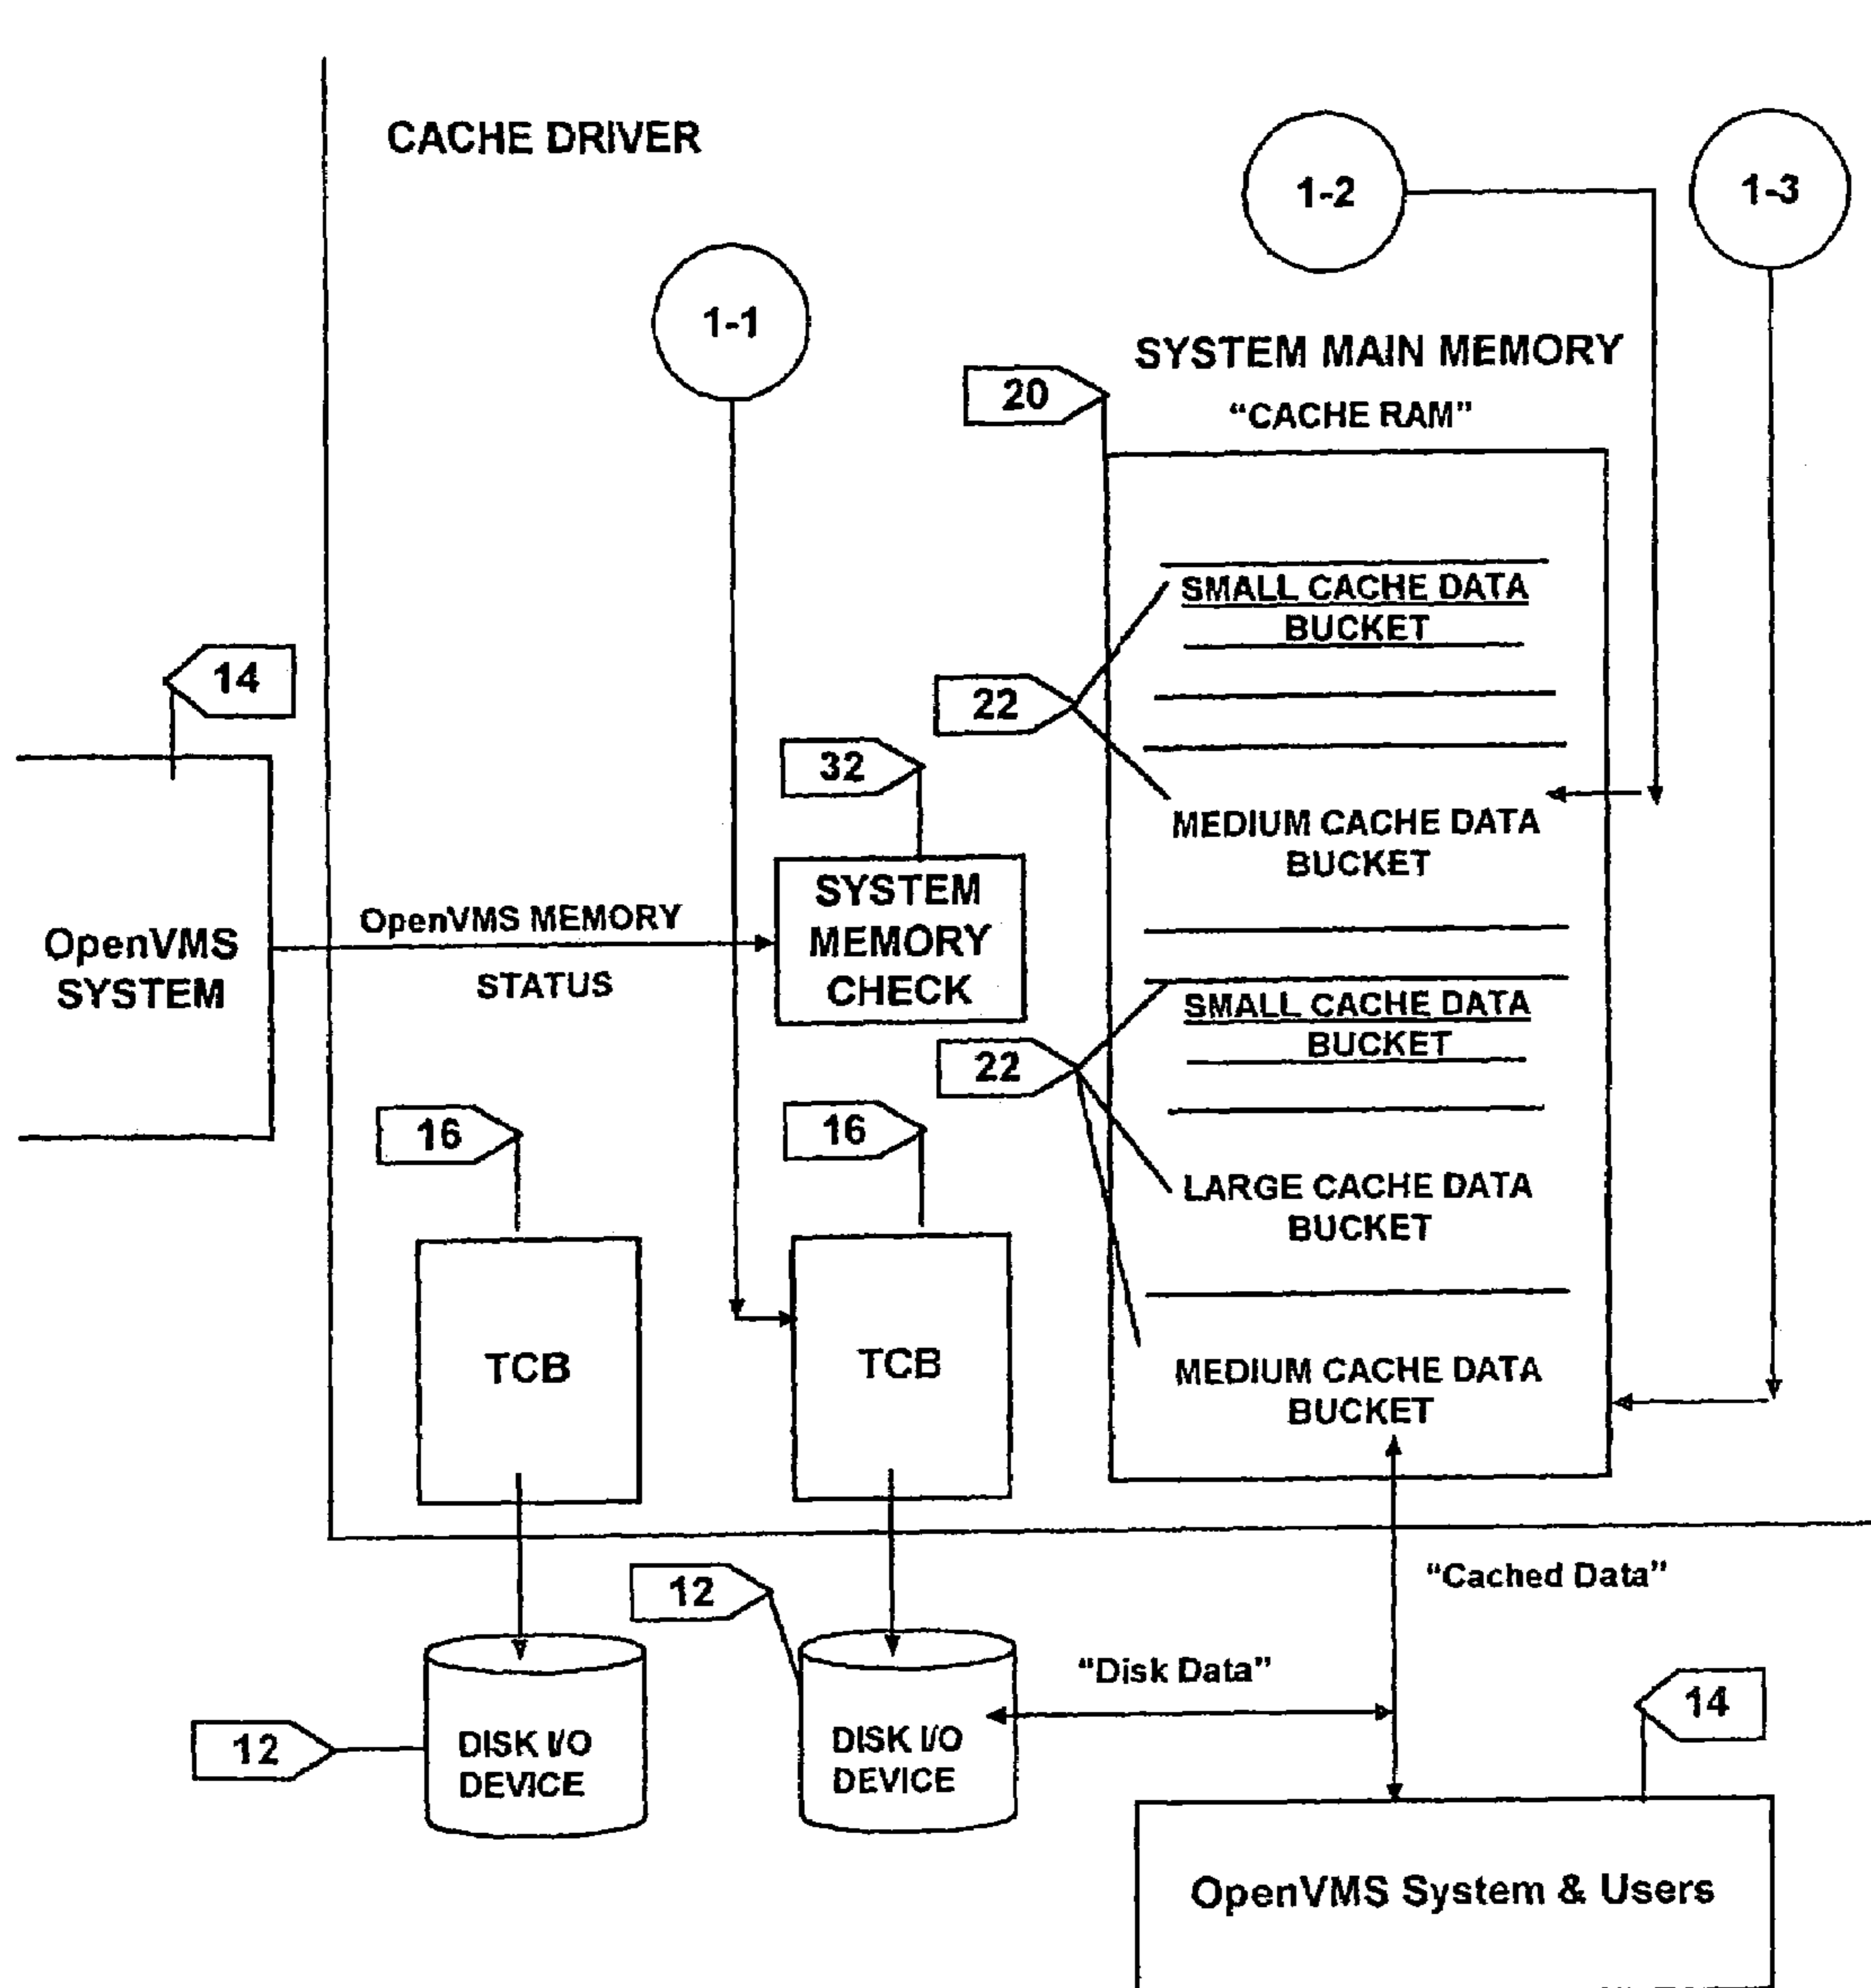 CACHE DRIVER
1-2
1-3
1-1
SYSTEM MAIN MEMORY
20
“CACHE RAM”
SMALL CACHE DATA
BUCKET
14
22
32
MEDIUM CACHE DATA
BUCKET
SYSTEM
MEMORY
CHECK
OpenVMS MEMORY
STATUS
OpenVMS
SYSTEM
SMALL CACHE DATA
BUCKET
22
16
16
LARGE CACHE DATA
BUCKET
TCB
TCB
MEDIUM CACHE DATA
BUCKET
“Cached Data”
12
“Disk Data”
14
12
DISK I/O
DEVICE
DISK I/O
DEVICE
OpenVMS System & Users